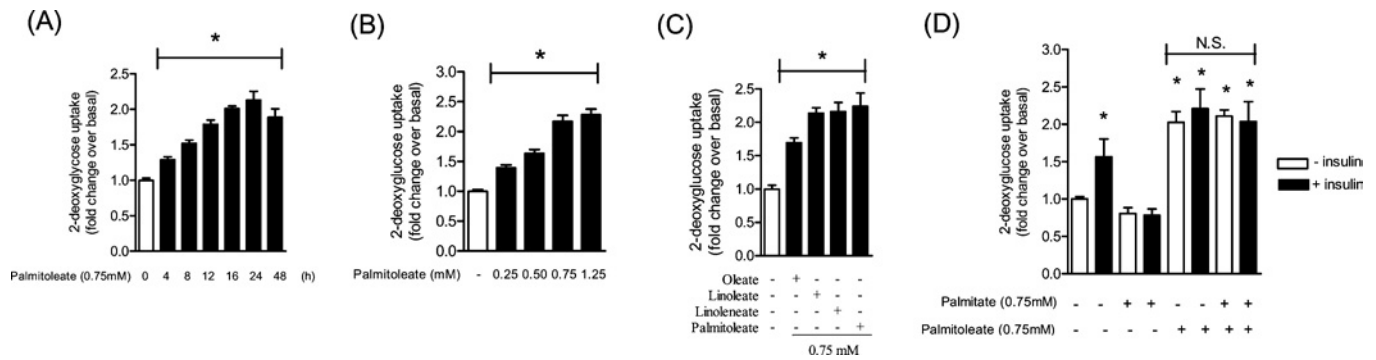 (A)
*
2-deoxyglycose uptake
(fold change over basal)
2.5
2.0
1.5
1.0
0.5
0.0
Palmitoleate (0.75mM) 0 4 8 12 16 24 48 (h)
(B)
*
2-deoxyglucose uptake
(fold change over basal)
3.0
2.5
2.0
1.5
1.0
0.5
0.0
Palmitoleate (mM) - 0.25 0.50 0.75 1.25
(C)
*
2-deoxyglucose uptake
(fold change over basal)
3.0
2.5
2.0
1.5
1.0
0.5
0.0
Oleate - + - - -
Linoleate - - + - -
Linoleneate - - - + -
Palmitoleate - - - - +
0.75 mM
(D)
N.S.
* * * * *
2-deoxyglucose uptake
(fold change over basal)
3.0
2.5
2.0
1.5
1.0
0.5
0.0
- insulin
+ insulin
Palmitate (0.75mM) - - + + - - + +
Palmitoleate (0.75mM) - - - - + + + +